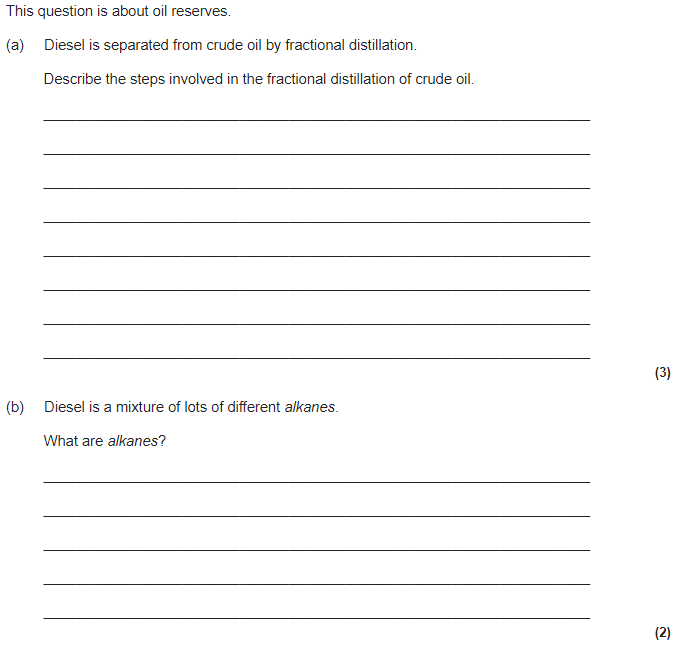 This question is about oil reserves.
(a) Diesel is separated from crude oil by fractional distillation.
Describe the steps involved in the fractional distillation of crude oil.
(3)
(b) Diesel is a mixture of lots of different alkanes.
What are alkanes?
(2)